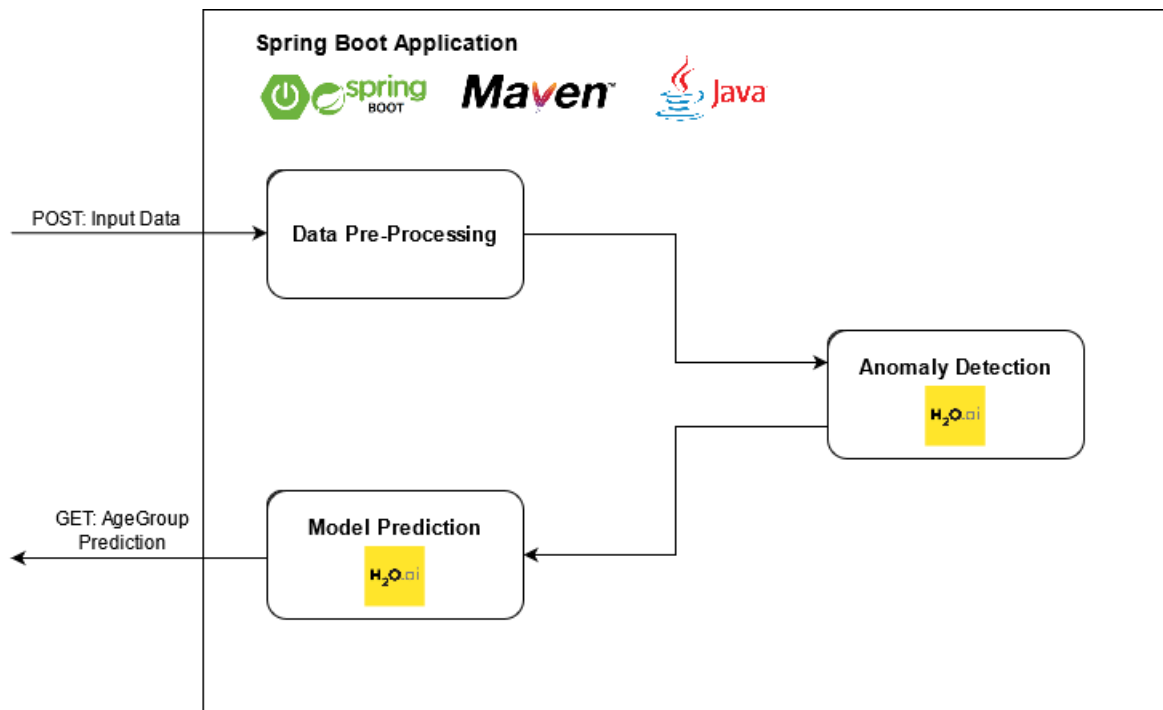 Spring Boot Application
spring
BOOT
Maven™
Java
POST: Input Data
Data Pre-Processing
Anomaly Detection
H2O.ai
GET: AgeGroup
Prediction
Model Prediction
H2O.ai